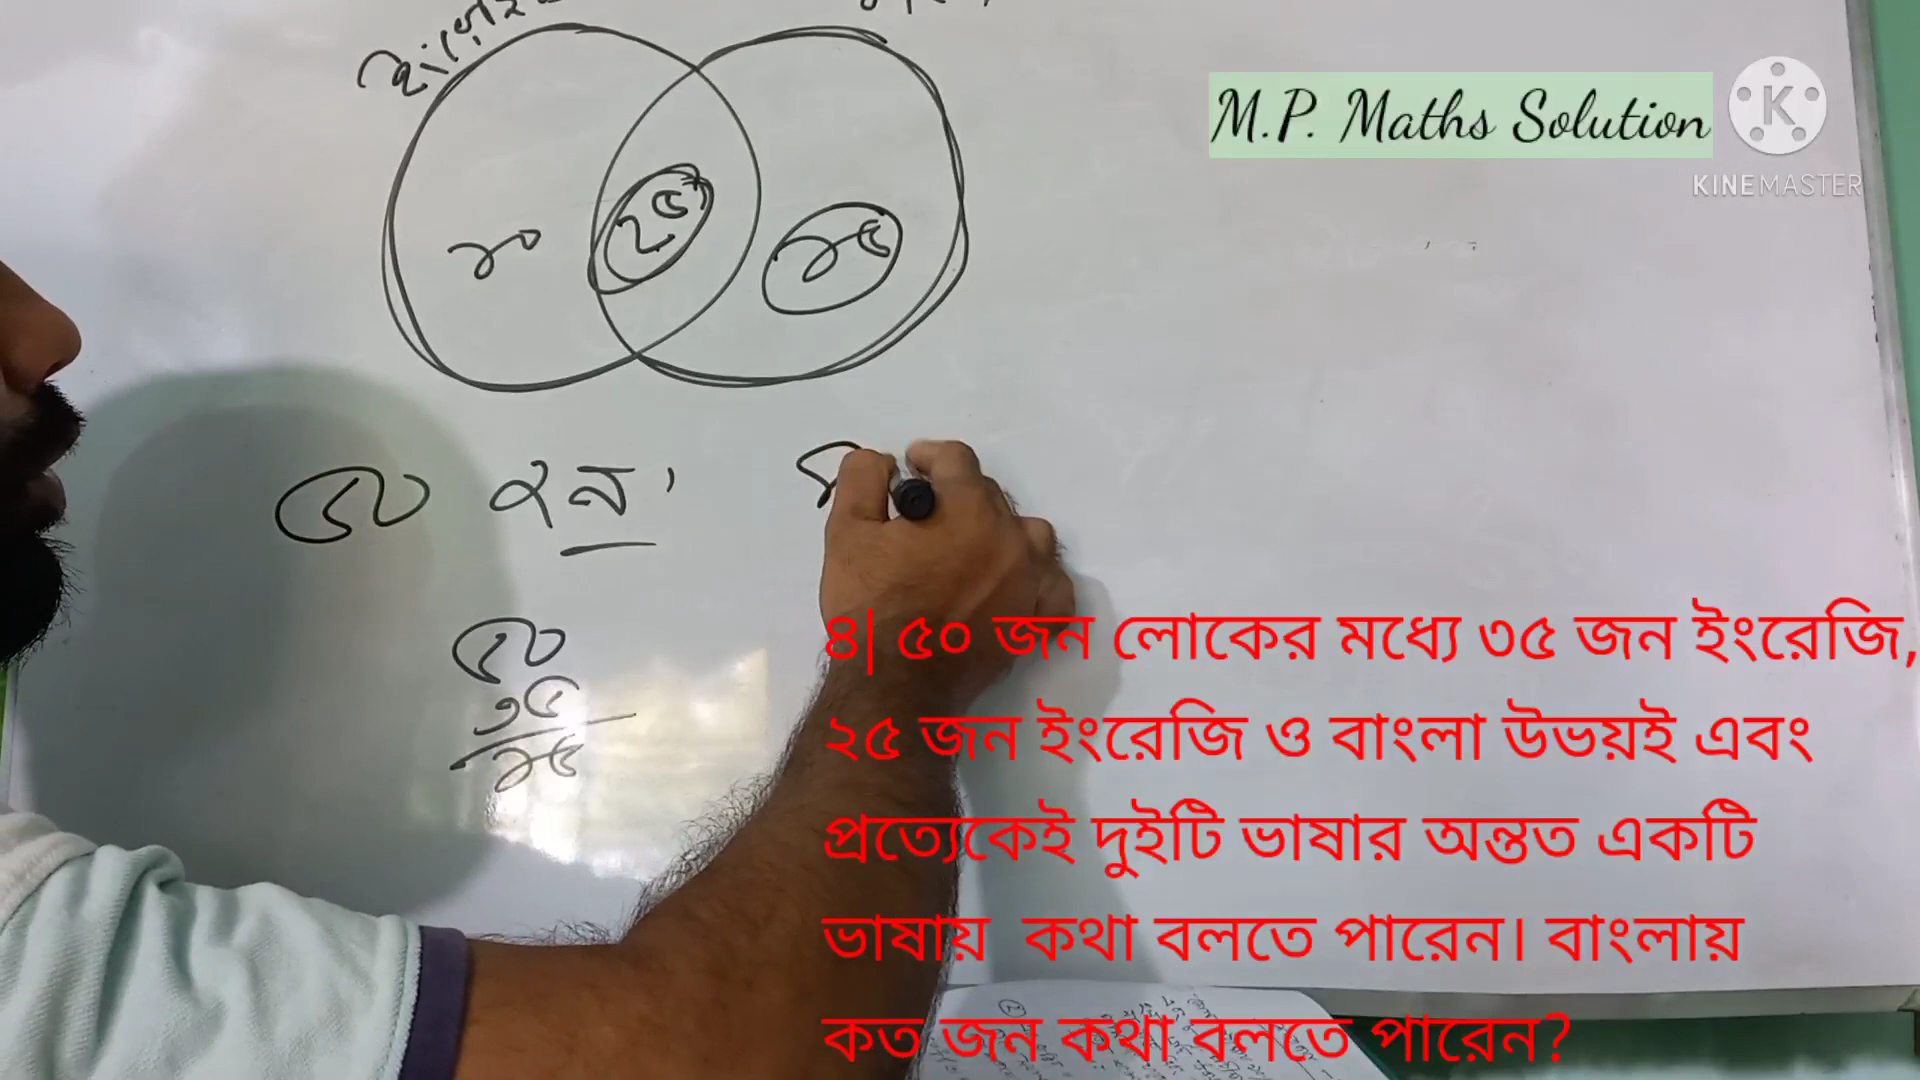 ইংরেজি
M.P. Maths Solution
KINEMASTER
১০ ২৫ ১৫
৫০ জন
৫০
৩৫
১৫
৪| ৫০ জন লোকের মধ্যে ৩৫ জন ইংরেজি,
২৫ জন ইংরেজি ও বাংলা উভয়ই এবং
প্রত্যেকেই দুইটি ভাষার অন্তত একটি
ভাষায় কথা বলতে পারেন। বাংলায়
কত জন কথা বলতে পারেন?